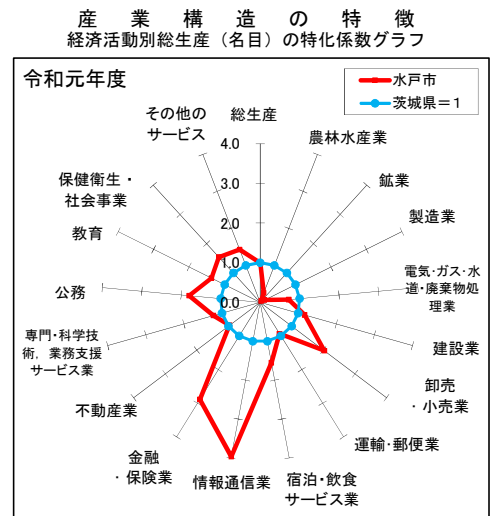 産業構造の特徴
経済活動別総生産（名目）の特化係数グラフ
令和元年度
水戸市
茨城県＝１
総生産
農林水産業
鉱業
製造業
電気・ガス・水
道・廃棄物処
理業
建設業
卸売
・小売業
運輸・郵便業
宿泊・飲食
サービス業
情報通信業
金融
・保険業
不動産業
専門・科学技
術，業務支援
サービス業
公務
教育
保健衛生・
社会事業
その他の
サービス
4.0
3.0
2.0
1.0
0.0